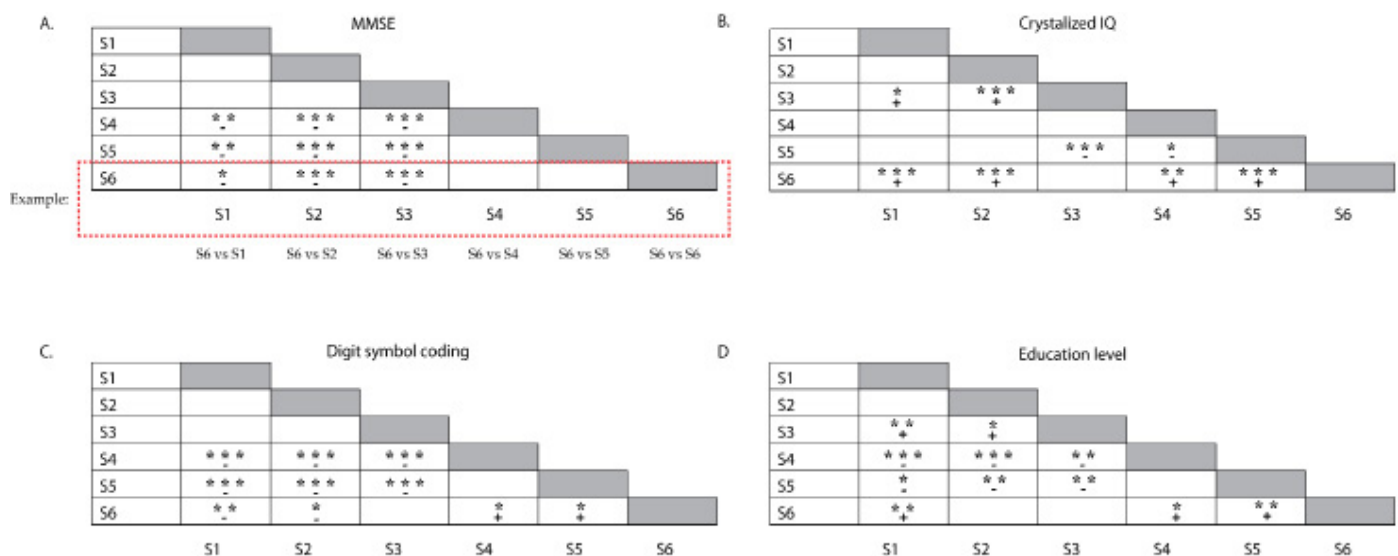 A. MMSE
S1
S2
S3
S4 ** - *** - *** -
S5 ** - *** - *** -
S6 * - *** - *** -
Example:
S1 S2 S3 S4 S5 S6
S6 vs S1 S6 vs S2 S6 vs S3 S6 vs S4 S6 vs S5 S6 vs S6
B. Crystalized IQ
S1
S2
S3 * + *** +
S4
S5 *** - * -
S6 *** + *** + ** + *** +
S1 S2 S3 S4 S5 S6
C. Digit symbol coding
S1
S2
S3
S4 *** - *** - *** -
S5 *** - *** - *** -
S6 ** - * - * + * +
S1 S2 S3 S4 S5 S6
D Education level
S1
S2
S3 ** + * +
S4 *** - *** - ** -
S5 * - ** - ** -
S6 ** + * + ** +
S1 S2 S3 S4 S5 S6